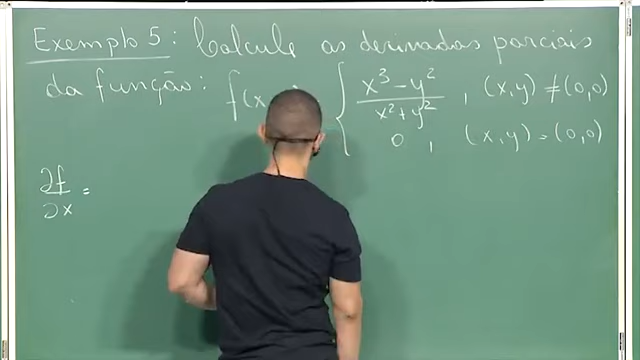 Exemplo 5: Calcule as derivadas parciais
da função: f(x { x³ - y² / x² + y² , (x,y) ≠ (0,0)
0 , (x,y) = (0,0)
∂f/∂x =